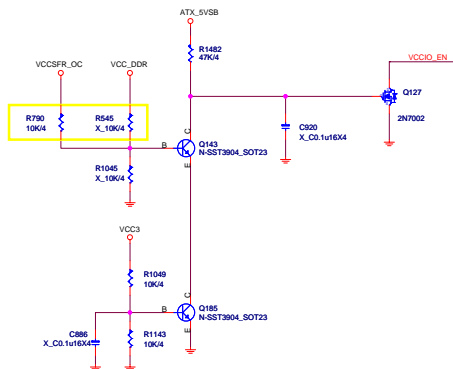 ATX_5VSB
R1482
47K/4
VCCSFR_OC
VCC_DDR
VCCIO_EN
R790
10K/4
R545
X_10K/4
Q127
2N7002
C920
X_C0.1u16X4
C
B
E
Q143
N-SST3904_SOT23
R1045
X_10K/4
VCC3
R1049
10K/4
C
B
E
Q185
N-SST3904_SOT23
C886
X_C0.1u16X4
R1143
10K/4